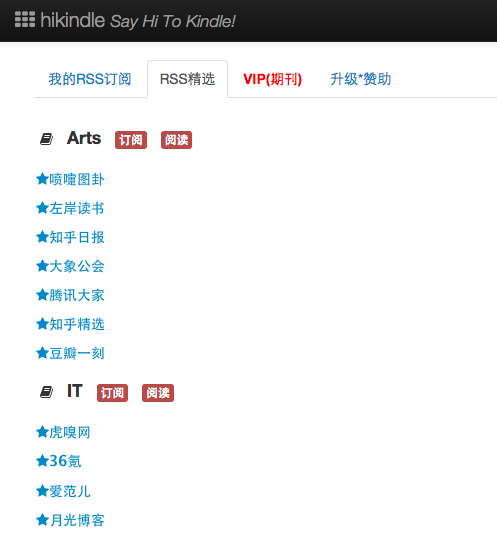 hikindle Say Hi To Kindle!
我的RSS订阅 RSS精选 VIP(期刊) 升级*赞助
Arts 订阅 阅读
喷嚏图卦
左岸读书
知乎日报
大象公会
腾讯大家
知乎精选
豆瓣一刻
IT 订阅 阅读
虎嗅网
36氪
爱范儿
月光博客